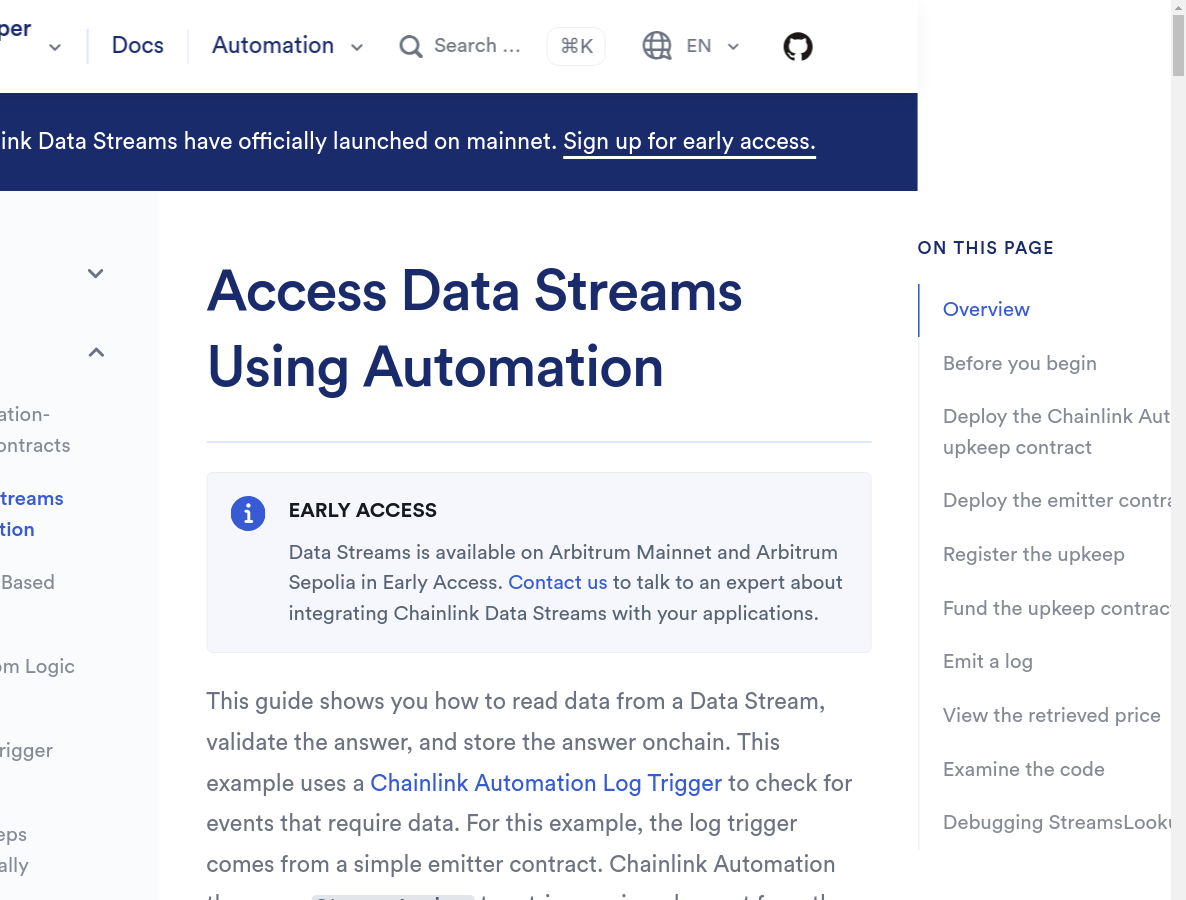 per
Docs
Automation
Search ...
⌘K
EN
ink Data Streams have officially launched on mainnet. Sign up for early access.
ation-
ontracts
treams
tion
Based
om Logic
rigger
eps
ally
Access Data Streams
Using Automation
EARLY ACCESS
Data Streams is available on Arbitrum Mainnet and Arbitrum
Sepolia in Early Access. Contact us to talk to an expert about
integrating Chainlink Data Streams with your applications.
This guide shows you how to read data from a Data Stream,
validate the answer, and store the answer onchain. This
example uses a Chainlink Automation Log Trigger to check for
events that require data. For this example, the log trigger
comes from a simple emitter contract. Chainlink Automation
ON THIS PAGE
Overview
Before you begin
Deploy the Chainlink Aut
upkeep contract
Deploy the emitter contra
Register the upkeep
Fund the upkeep contrac
Emit a log
View the retrieved price
Examine the code
Debugging StreamsLooku